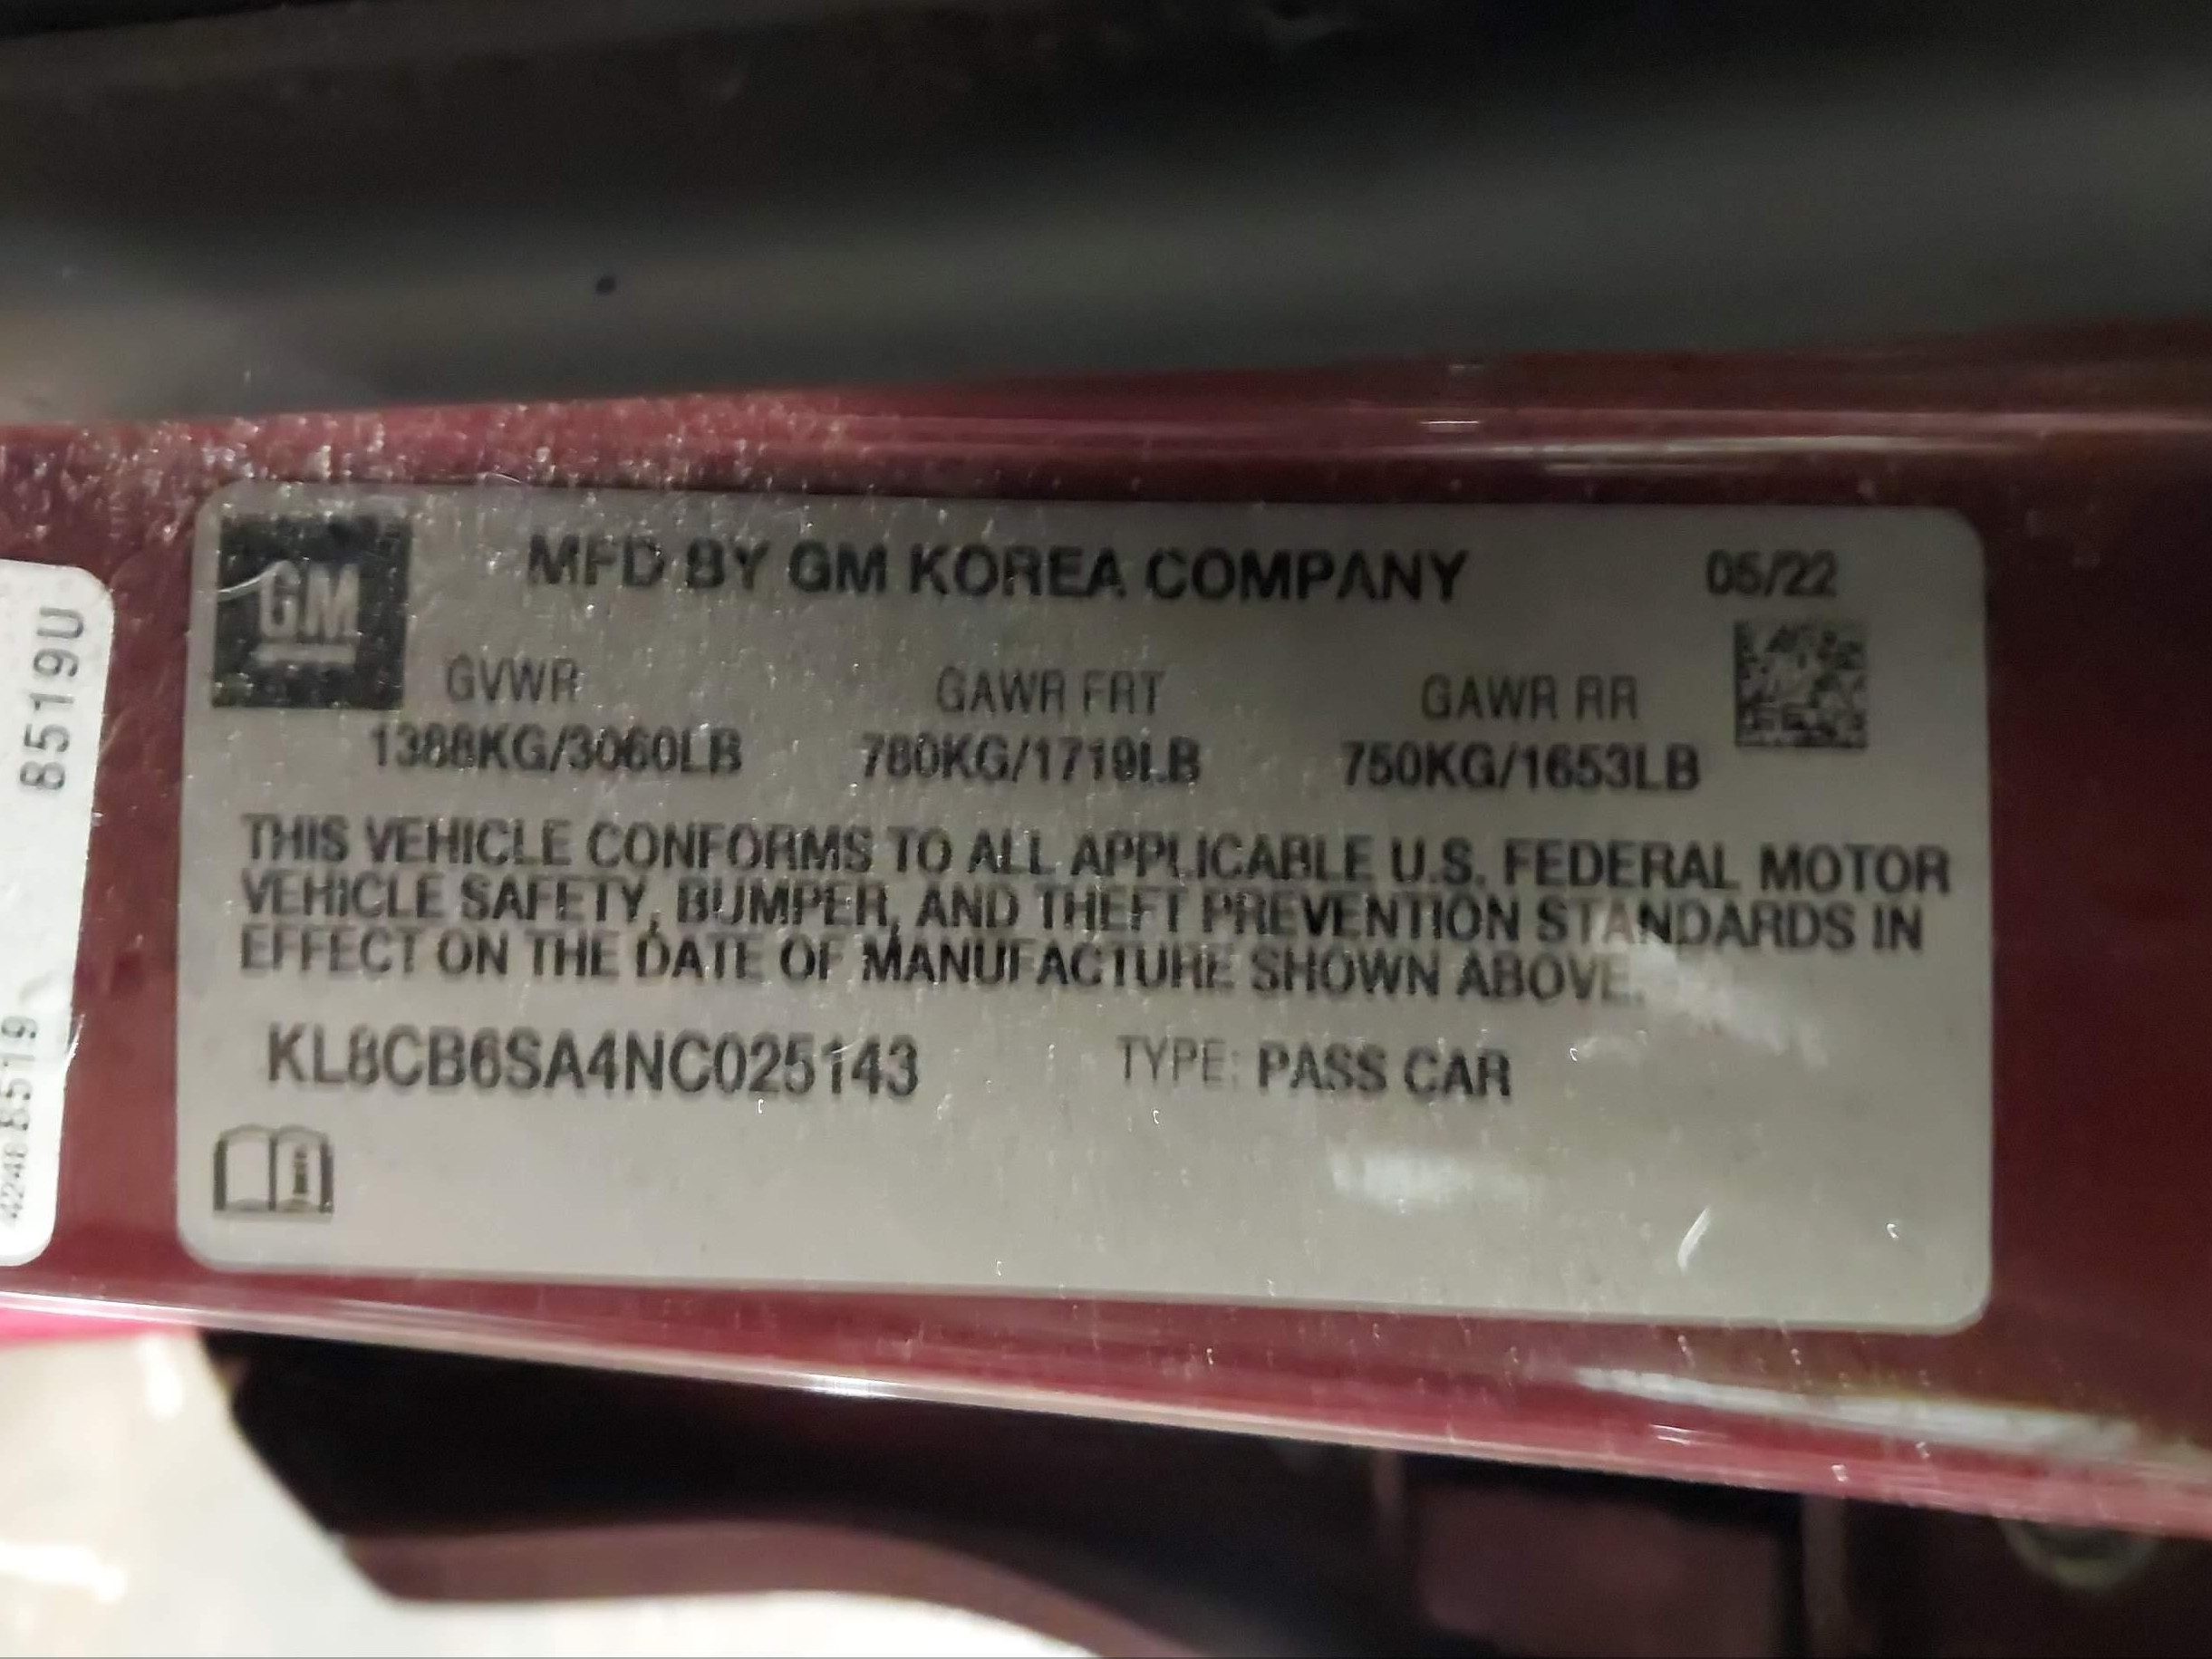 GM
MFD BY GM KOREA COMPANY 05/22
GVWR GAWR FRT GAWR RR
1388KG/3060LB 780KG/1719LB 750KG/1653LB
THIS VEHICLE CONFORMS TO ALL APPLICABLE U.S. FEDERAL MOTOR
VEHICLE SAFETY, BUMPER, AND THEFT PREVENTION STANDARDS IN
EFFECT ON THE DATE OF MANUFACTURE SHOWN ABOVE.
KL8CB6SA4NC025143 TYPE: PASS CAR
8519U